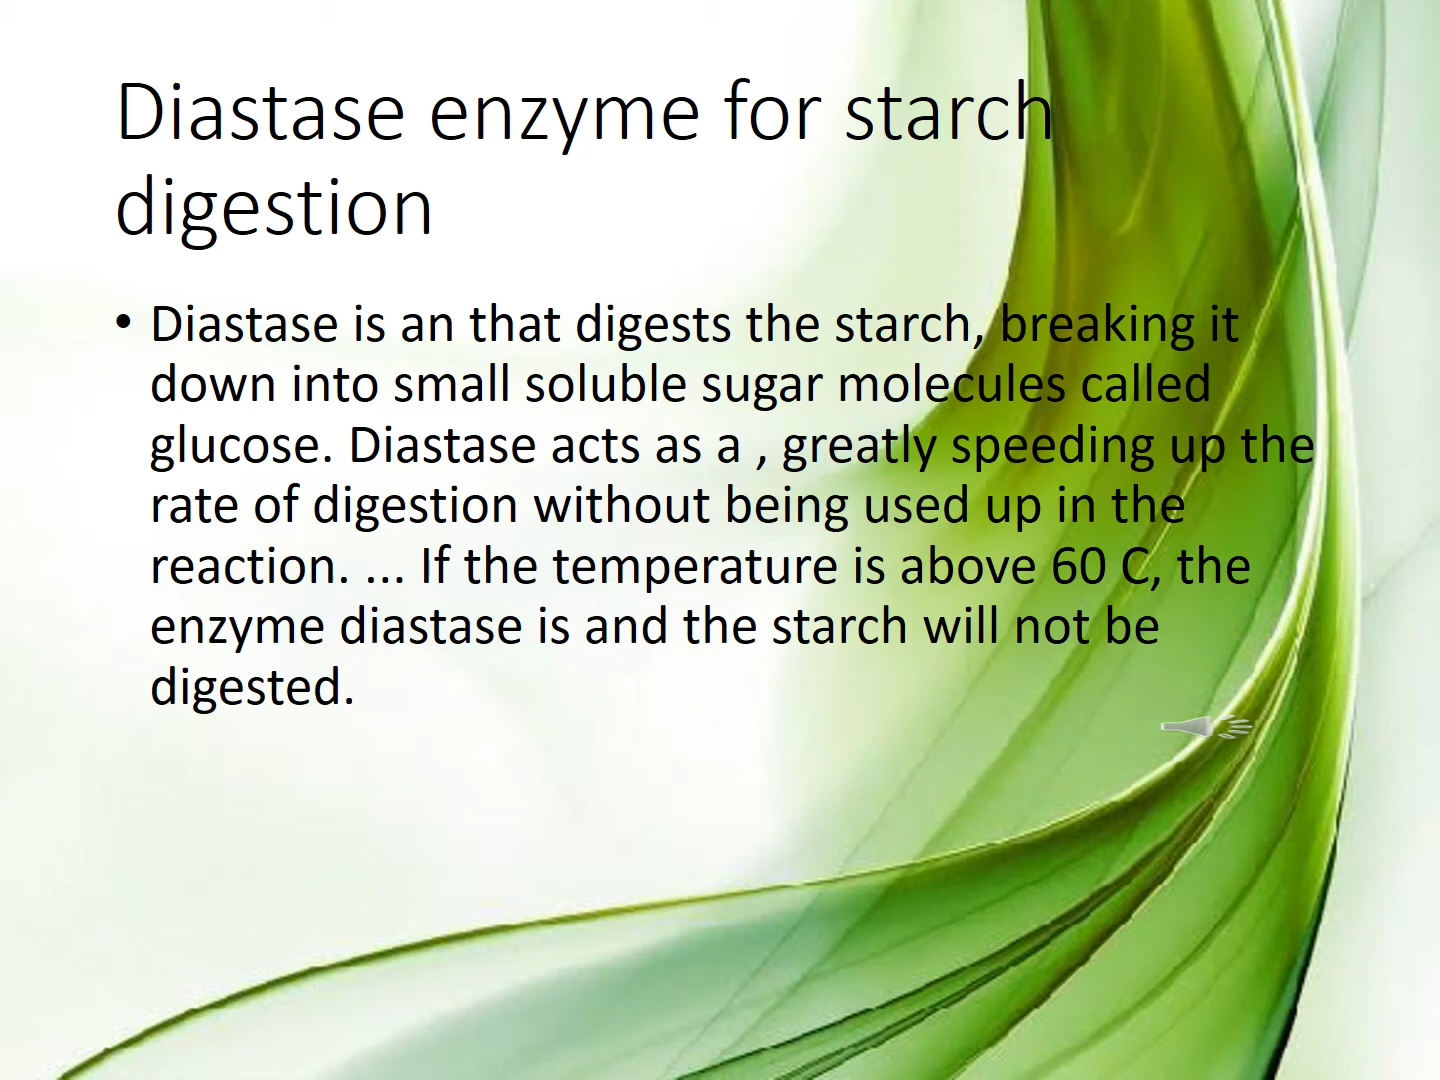 Diastase enzyme for starch
digestion
• Diastase is an that digests the starch, breaking it
down into small soluble sugar molecules called
glucose. Diastase acts as a , greatly speeding up the
rate of digestion without being used up in the
reaction. ... If the temperature is above 60 C, the
enzyme diastase is and the starch will not be
digested.